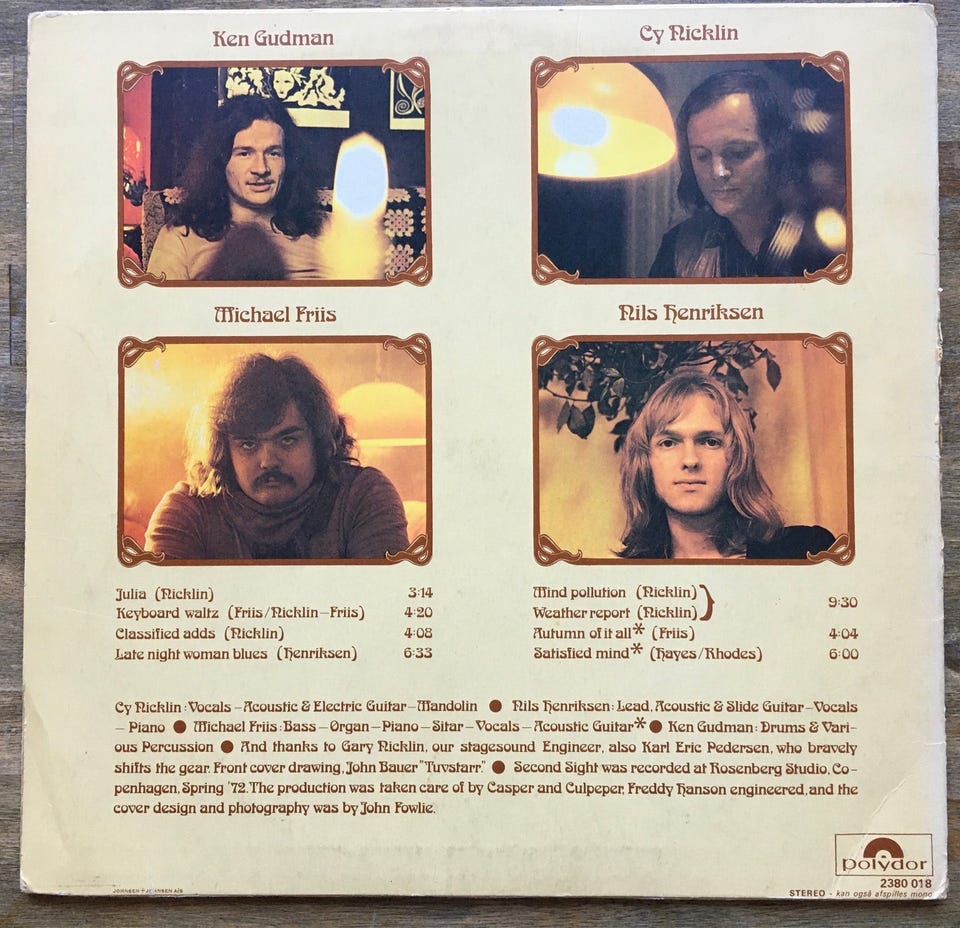 Ken Gudman
Cy Nicklin
Michael Friis
Nils Henriksen
Julia (Nicklin) 3:14
Keyboard waltz (Friis/Nicklin–Friis) 4:20
Classified adds (Nicklin) 4:08
Late night woman blues (Henriksen) 6:33
Mind pollution (Nicklin)
Weather report (Nicklin) } 9:30
Autumn of it all* (Friis) 4:04
Satisfied mind* (Hayes/Rhodes) 6:00
Cy Nicklin: Vocals – Acoustic & Electric Guitar – Mandolin ● Nils Henriksen: Lead, Acoustic & Slide Guitar – Vocals
– Piano ● Michael Friis: Bass – Organ – Piano – Sitar – Vocals – Acoustic Guitar* ● Ken Gudman: Drums & Vari-
ous Percussion ● And thanks to Gary Nicklin, our stagesound Engineer, also Karl Eric Pedersen, who bravely
shifts the gear. Front cover drawing, John Bauer "Tuvstarr." ● Second Sight was recorded at Rosenberg Studio, Co-
penhagen, Spring '72. The production was taken care of by Casper and Culpeper, Freddy Hanson engineered, and the
cover design and photography was by John Fowlie.
polydor
2380 018
JOHNSEN + JOHNSEN A/S
STEREO - kan også afspilles mono